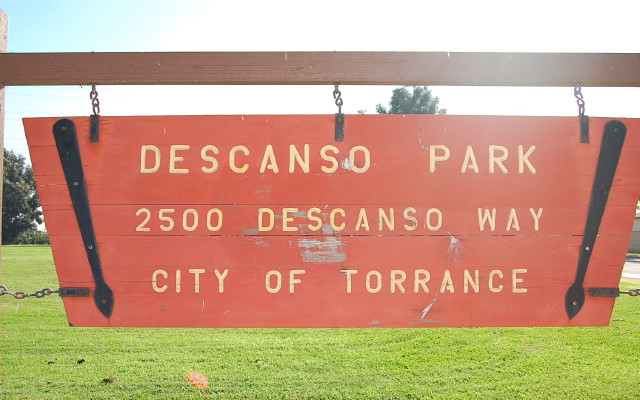 DESCANSO PARK
2500 DESCANSO WAY
CITY OF TORRANCE